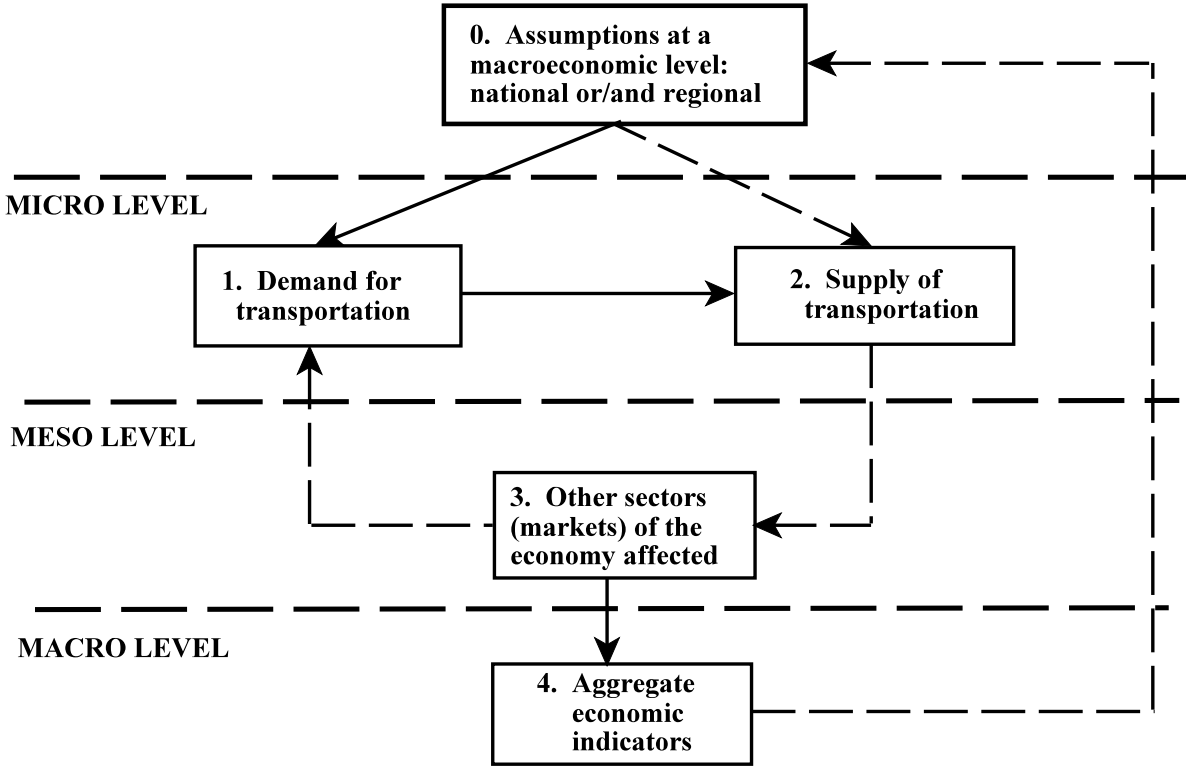 0. Assumptions at a
macroeconomic level:
national or/and regional
MICRO LEVEL
1. Demand for
transportation
2. Supply of
transportation
MESO LEVEL
3. Other sectors
(markets) of the
economy affected
MACRO LEVEL
4. Aggregate
economic
indicators